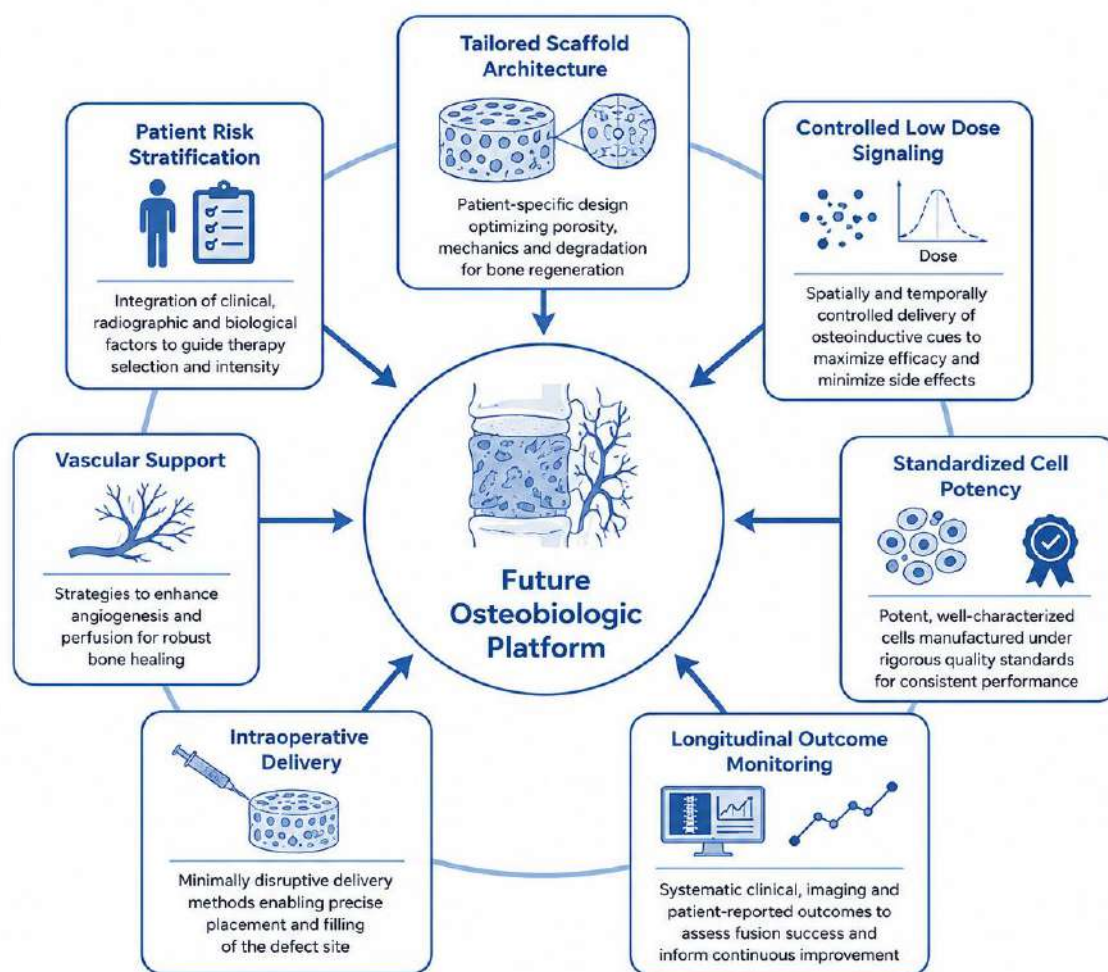 Tailored Scaffold
Architecture
Patient-specific design
optimizing porosity,
mechanics and degradation
for bone regeneration
Patient Risk
Stratification
Integration of clinical,
radiographic and biological
factors to guide therapy
selection and intensity
Controlled Low Dose
Signaling
Dose
Spatially and temporally
controlled delivery of
osteoinductive cues to
maximize efficacy and
minimize side effects
Vascular Support
Strategies to enhance
angiogenesis and
perfusion for robust
bone healing
Future
Osteobiologic
Platform
Standardized Cell
Potency
Potent, well-characterized
cells manufactured under
rigorous quality standards
for consistent performance
Intraoperative
Delivery
Minimally disruptive delivery
methods enabling precise
placement and filling
of the defect site
Longitudinal Outcome
Monitoring
Systematic clinical, imaging and
patient-reported outcomes to
assess fusion success and
inform continuous improvement